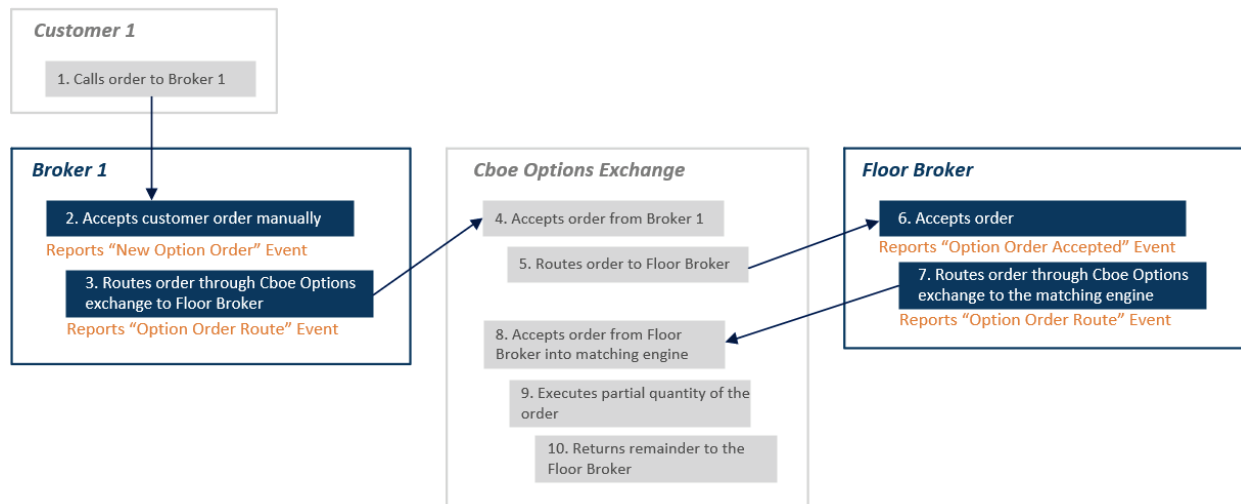 Customer 1
1. Calls order to Broker 1
Broker 1
2. Accepts customer order manually
Reports “New Option Order” Event
3. Routes order through Cboe Options
exchange to Floor Broker
Reports “Option Order Route” Event
Cboe Options Exchange
4. Accepts order from Broker 1
5. Routes order to Floor Broker
8. Accepts order from Floor
Broker into matching engine
9. Executes partial quantity of the
order
10. Returns remainder to the
Floor Broker
Floor Broker
6. Accepts order
Reports “Option Order Accepted” Event
7. Routes order through Cboe Options
exchange to the matching engine
Reports “Option Order Route” Event